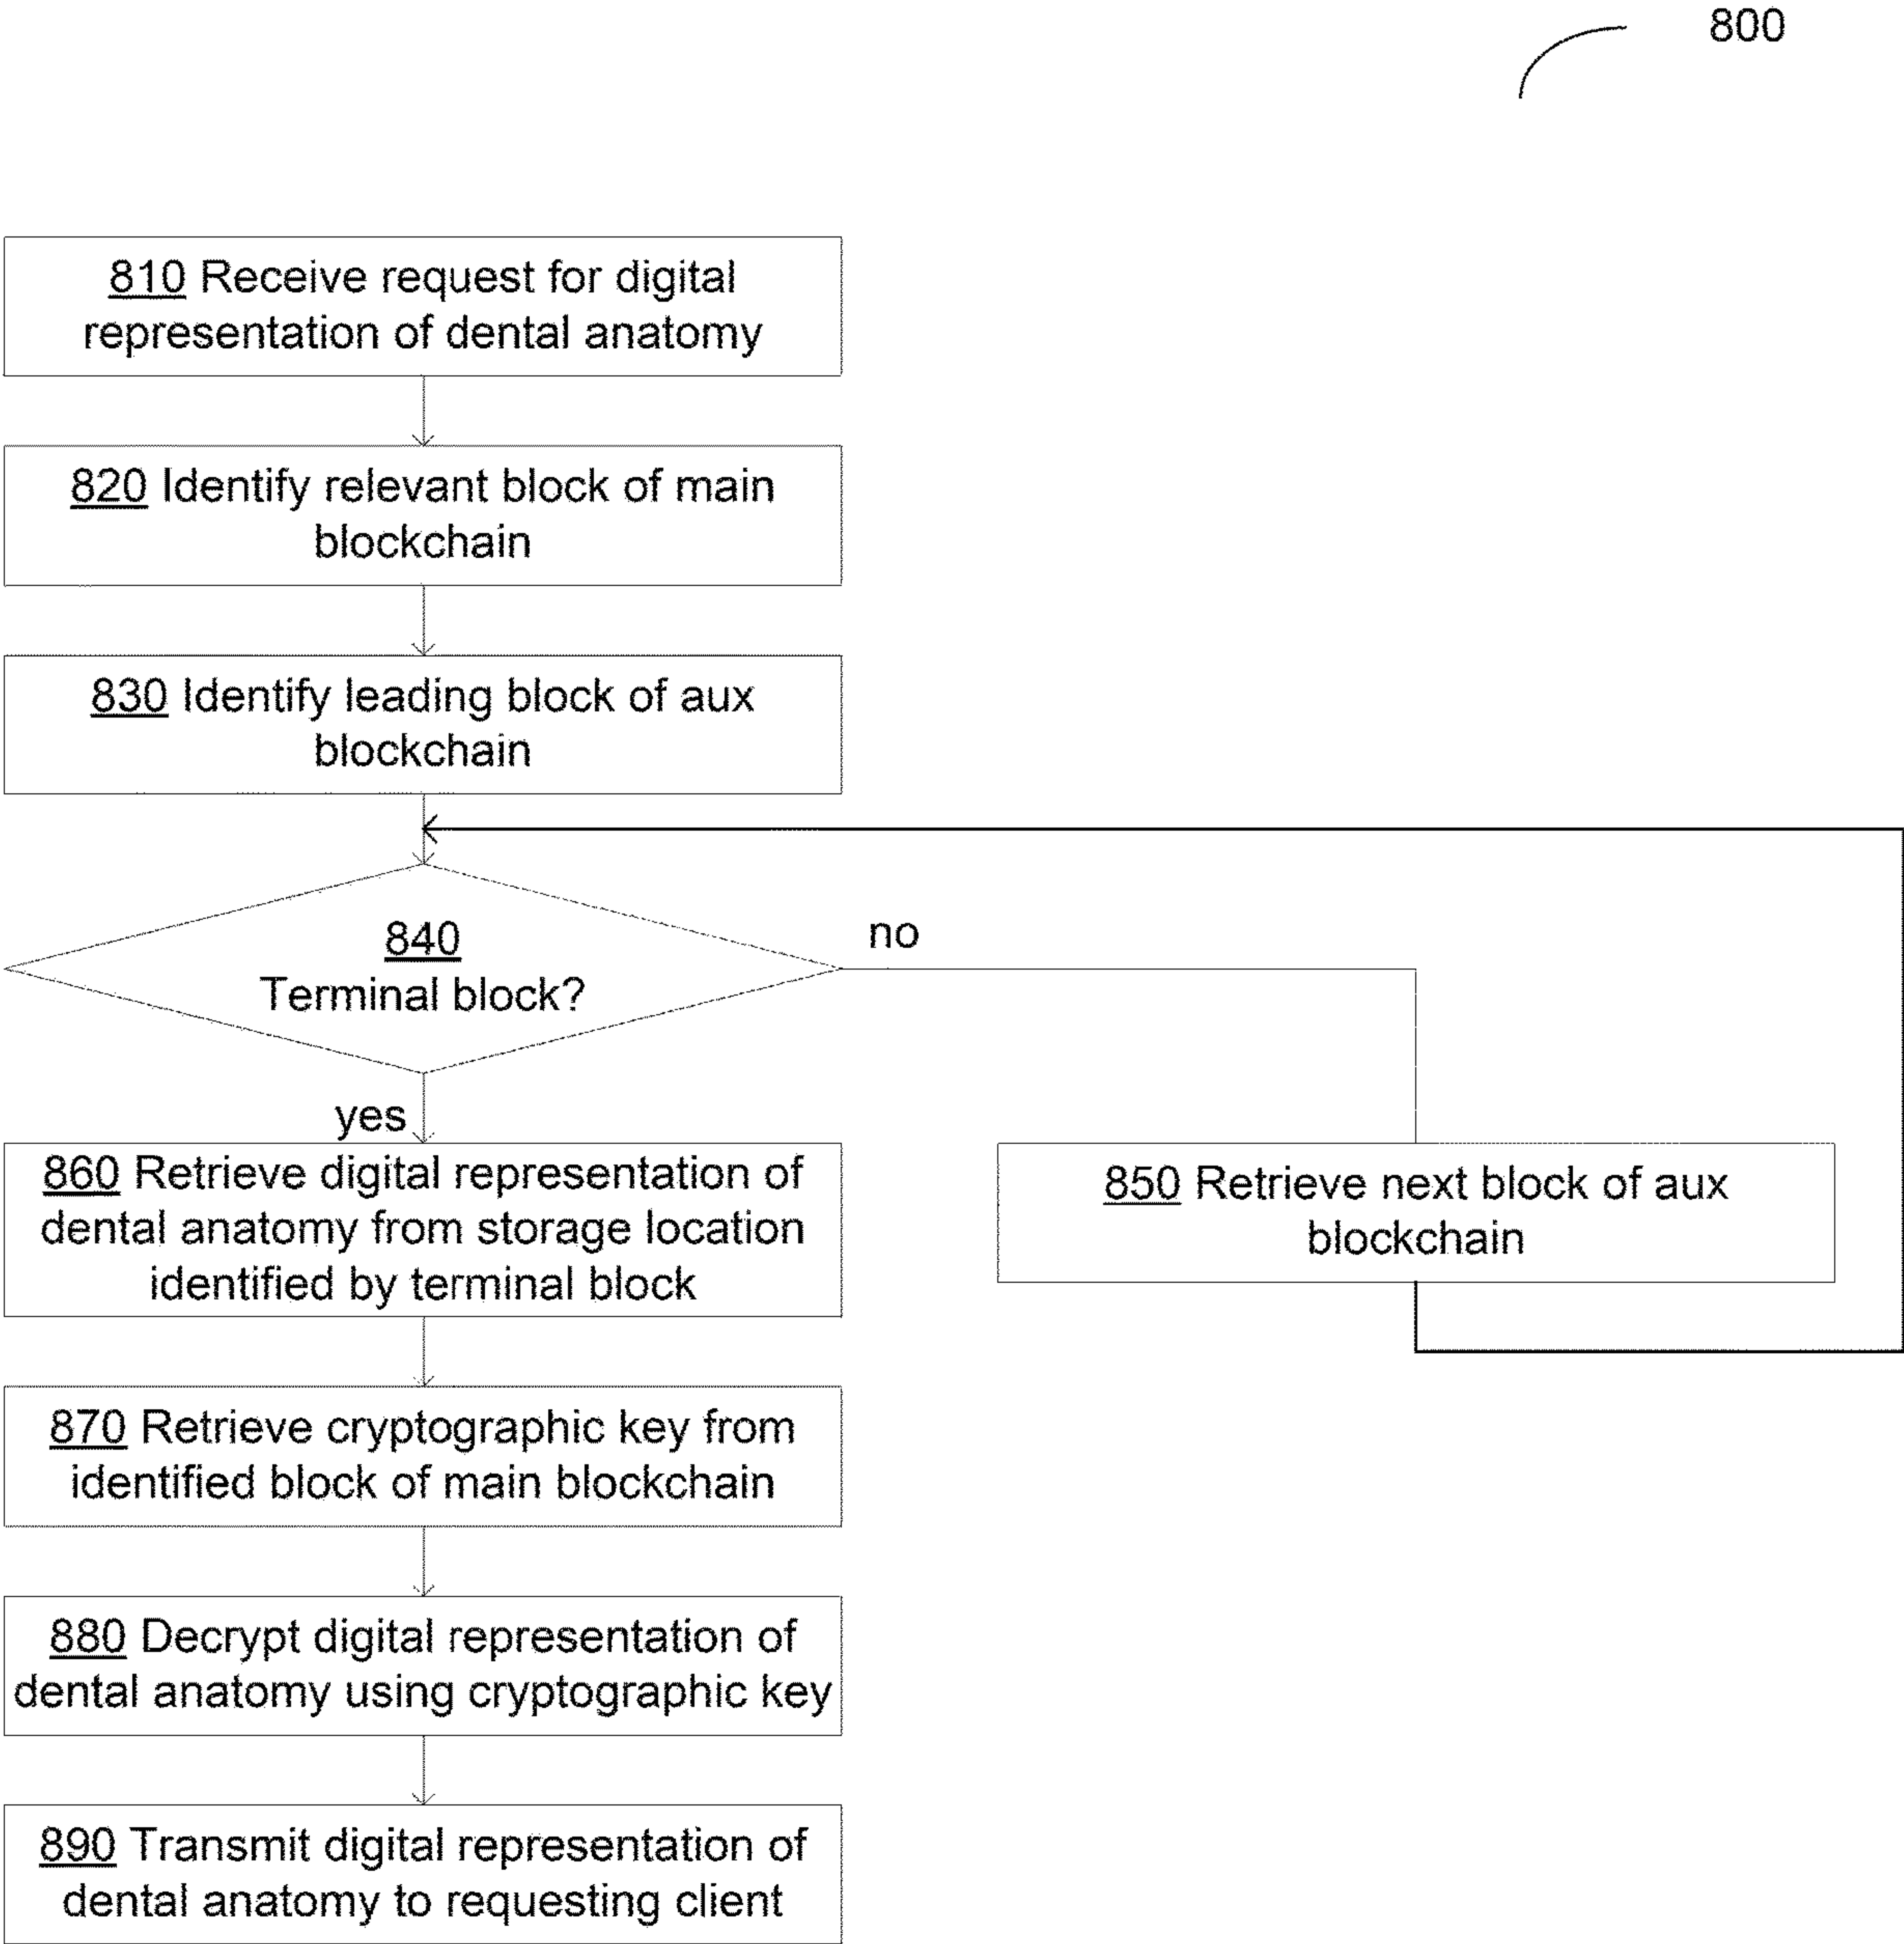 800
810 Receive request for digital
representation of dental anatomy
820 Identify relevant block of main
blockchain
830 Identify leading block of aux
blockchain
840
Terminal block?
no
yes
860 Retrieve digital representation of
dental anatomy from storage location
identified by terminal block
850 Retrieve next block of aux
blockchain
870 Retrieve cryptographic key from
identified block of main blockchain
880 Decrypt digital representation of
dental anatomy using cryptographic key
890 Transmit digital representation of
dental anatomy to requesting client